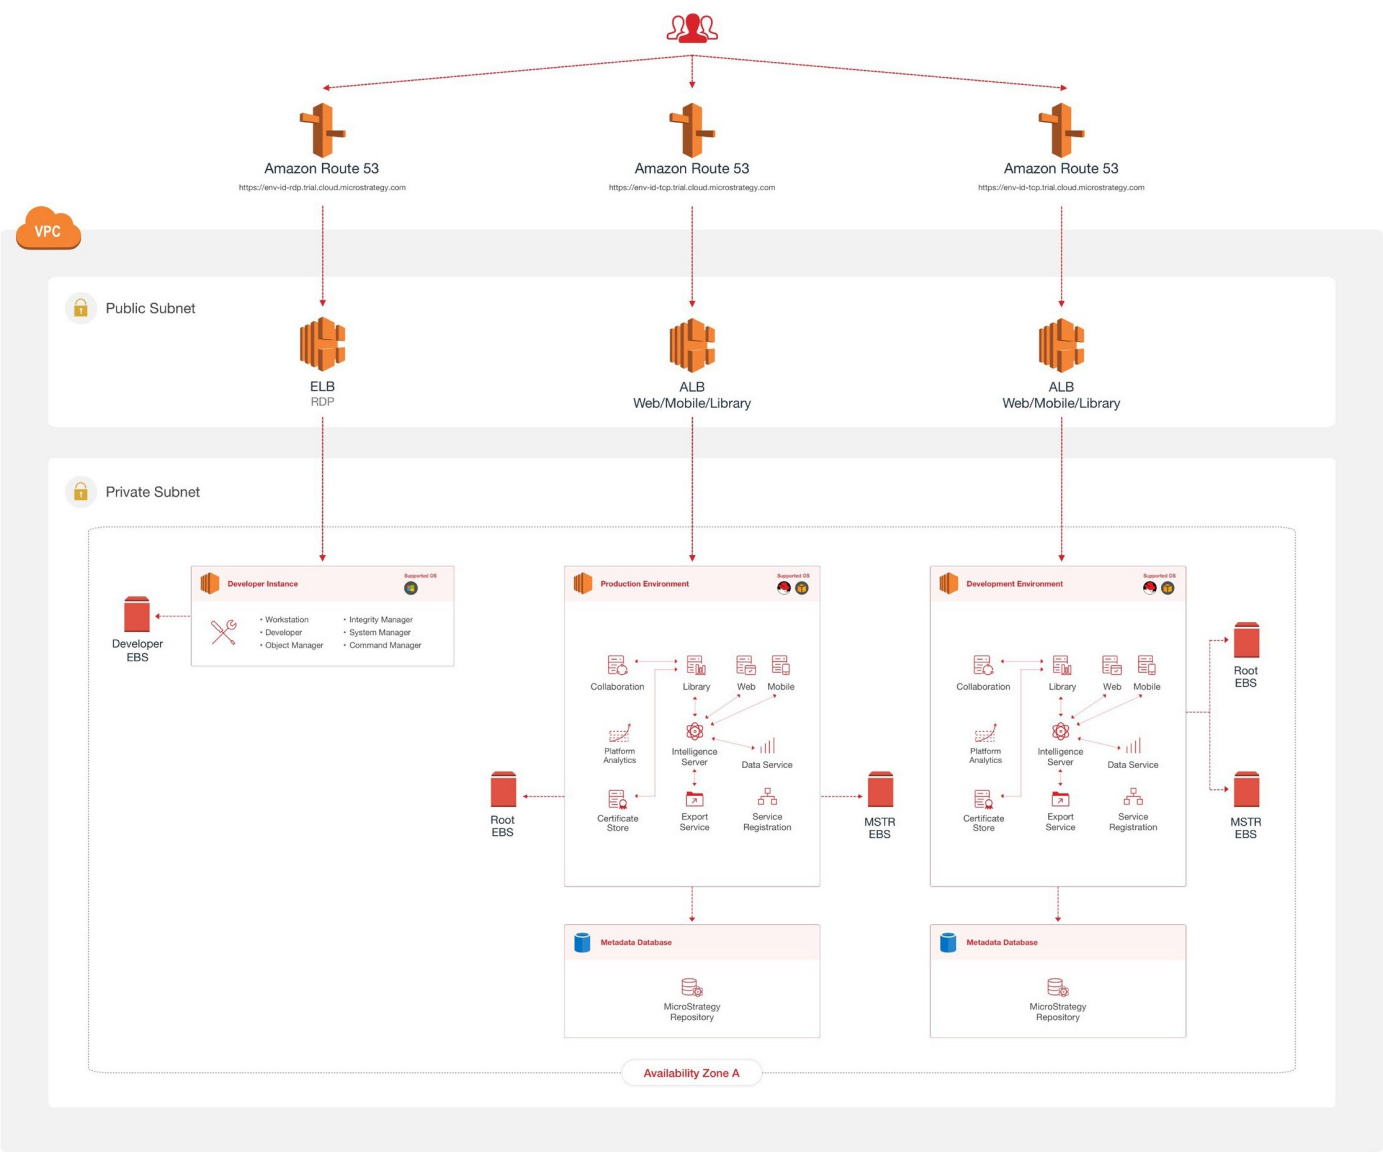 Amazon Route 53
https://env-id-rdp.trial.cloud.microstrategy.com
Amazon Route 53
https://env-id-tcp.trial.cloud.microstrategy.com
Amazon Route 53
https://env-id-tcp.trial.cloud.microstrategy.com
VPC
Public Subnet
ELB
RDP
ALB
Web/Mobile/Library
ALB
Web/Mobile/Library
Private Subnet
Developer Instance
Supported OS
• Workstation
• Developer
• Object Manager
• Integrity Manager
• System Manager
• Command Manager
Developer
EBS
Production Environment
Supported OS
Collaboration
Library
Web
Mobile
Platform
Analytics
Intelligence
Server
Data Service
Certificate
Store
Export
Service
Service
Registration
Root
EBS
MSTR
EBS
Development Environment
Supported OS
Collaboration
Library
Web
Mobile
Platform
Analytics
Intelligence
Server
Data Service
Certificate
Store
Export
Service
Service
Registration
Root
EBS
MSTR
EBS
Metadata Database
MicroStrategy
Repository
Metadata Database
MicroStrategy
Repository
Availability Zone A